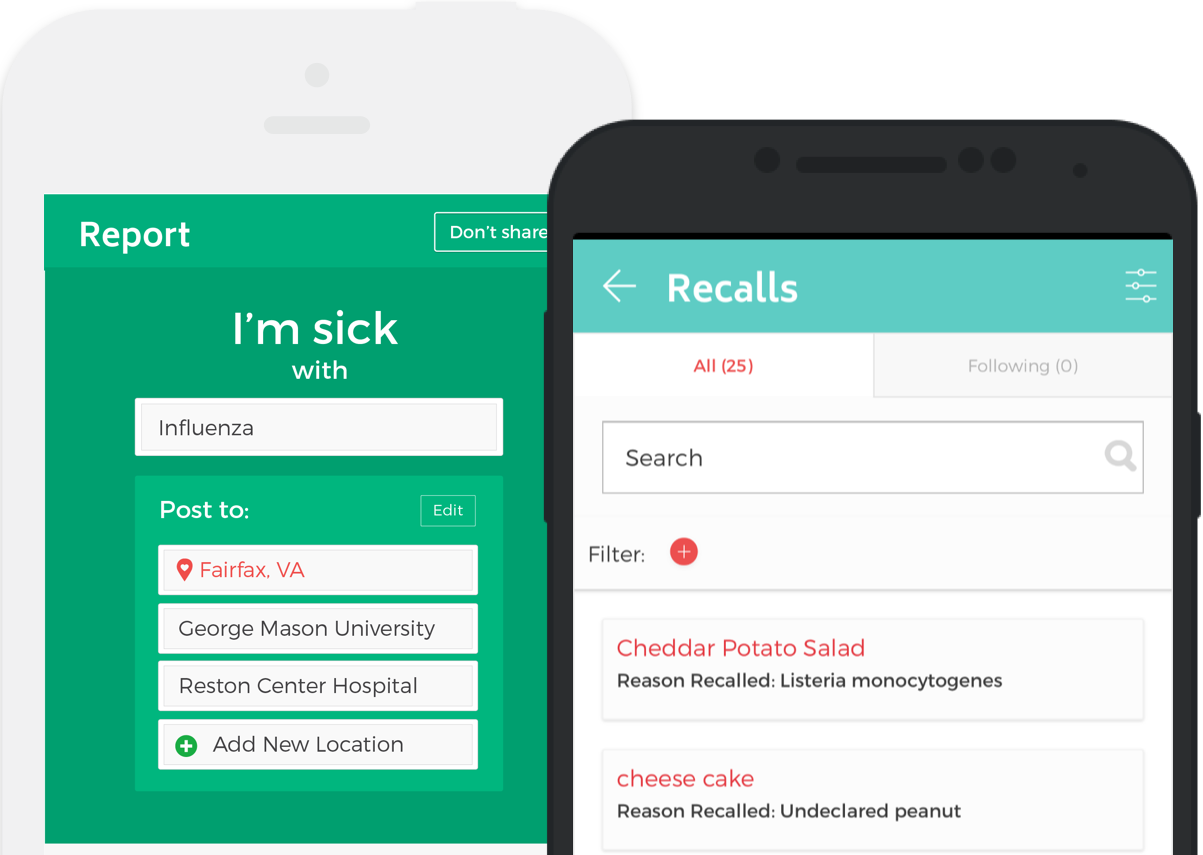 Report
Don’t share
I’m sick
with
Influenza
Post to:
Edit
Fairfax, VA
George Mason University
Reston Center Hospital
Add New Location
Recalls
All (25)
Following (0)
Search
Filter:
Cheddar Potato Salad
Reason Recalled: Listeria monocytogenes
cheese cake
Reason Recalled: Undeclared peanut